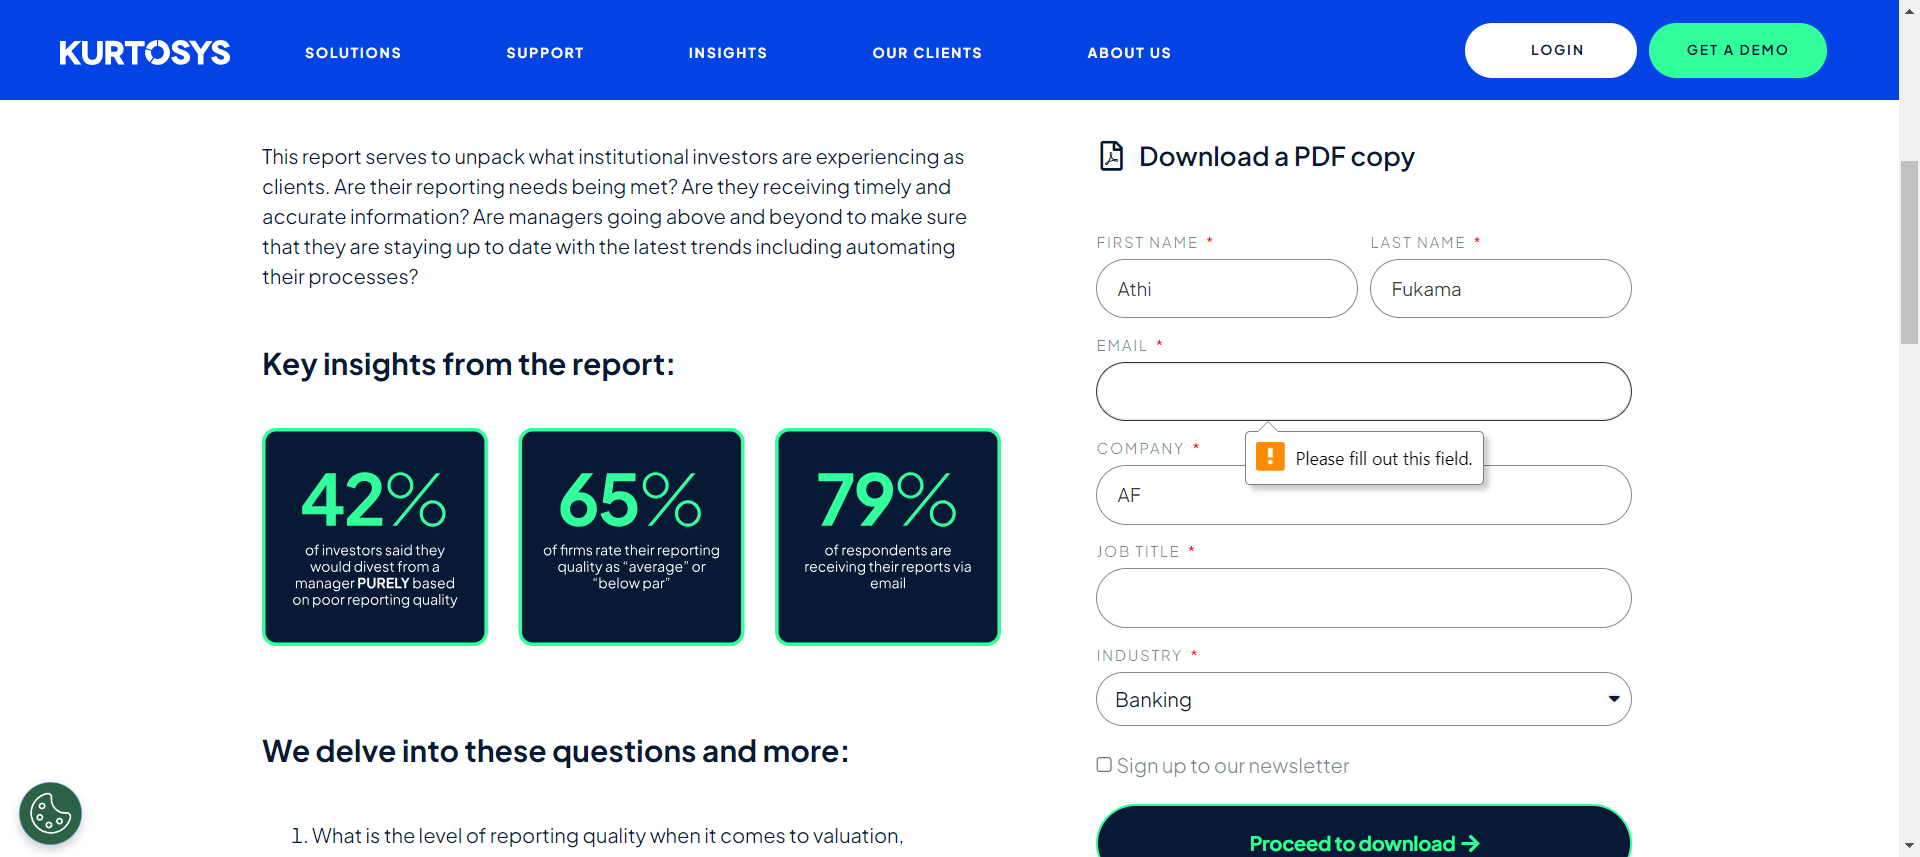 KURTOSYS
SOLUTIONS
SUPPORT
INSIGHTS
OUR CLIENTS
ABOUT US
LOGIN
GET A DEMO
This report serves to unpack what institutional investors are experiencing as
clients. Are their reporting needs being met? Are they receiving timely and
accurate information? Are managers going above and beyond to make sure
that they are staying up to date with the latest trends including automating
their processes?
Key insights from the report:
42%
of investors said they
would divest from a
manager PURELY based
on poor reporting quality
65%
of firms rate their reporting
quality as “average” or
“below par”
79%
of respondents are
receiving their reports via
email
We delve into these questions and more:
1. What is the level of reporting quality when it comes to valuation,
Download a PDF copy
FIRST NAME *
LAST NAME *
Athi
Fukama
EMAIL *
Please fill out this field.
COMPANY *
AF
JOB TITLE *
INDUSTRY *
Banking
Sign up to our newsletter
Proceed to download →